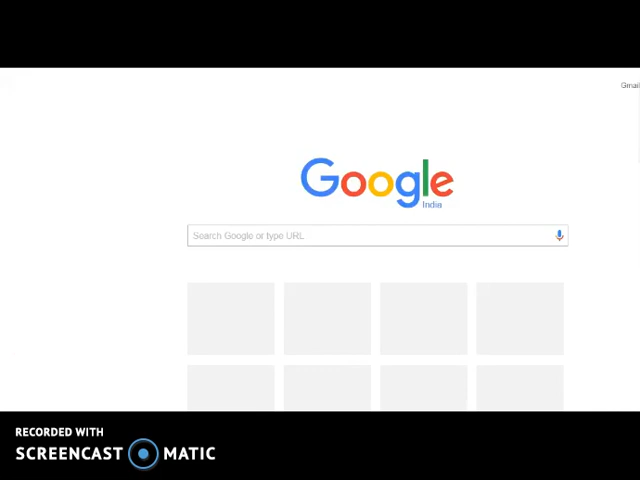 Gmail
Google
India
Search Google or type URL
RECORDED WITH
SCREENCAST MATIC